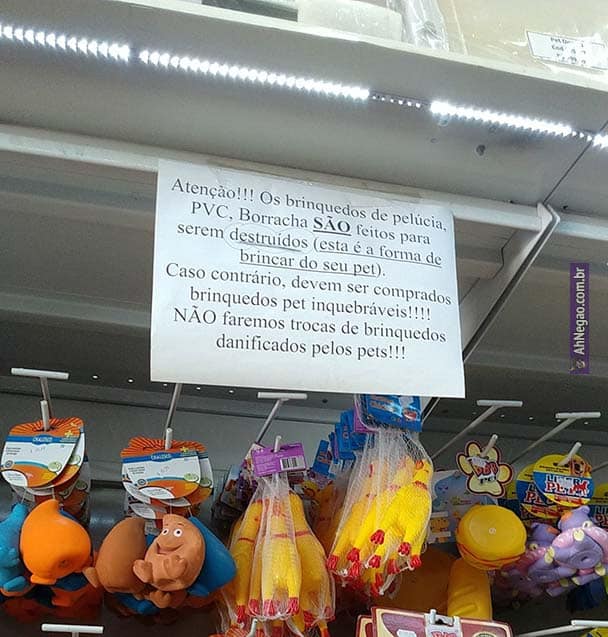 Atenção!!! Os brinquedos de pelúcia,
PVC, Borracha SÃO feitos para
serem destruídos (esta é a forma de
brincar do seu pet).
Caso contrário, devem ser comprados
brinquedos pet inquebráveis!!!!
NÃO faremos trocas de brinquedos
danificados pelos pets!!!
AhNegao.com.br